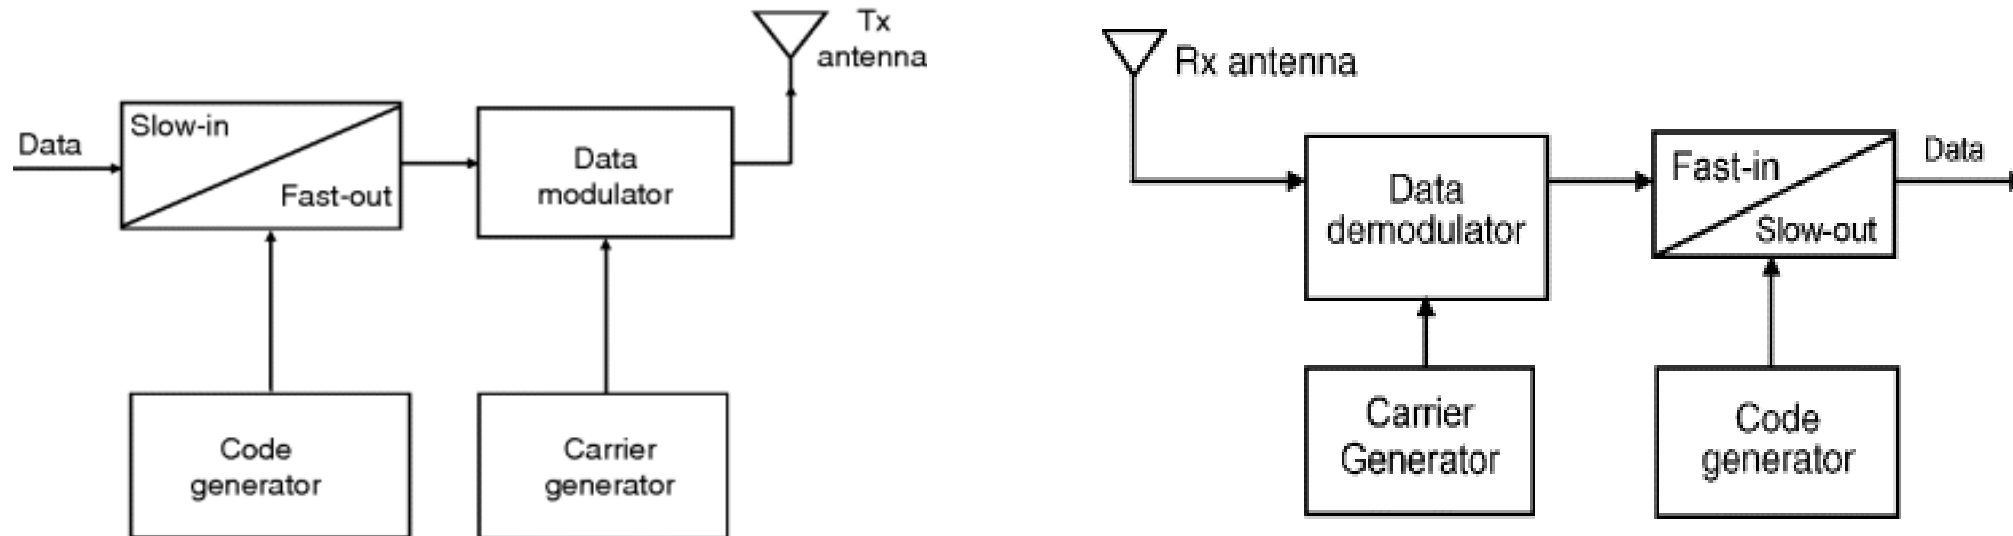 Tx
antenna
Data
Slow-in
Fast-out
Data
modulator
Code
generator
Carrier
generator
Rx antenna
Data
demodulator
Fast-in
Slow-out
Data
Carrier
Generator
Code
generator